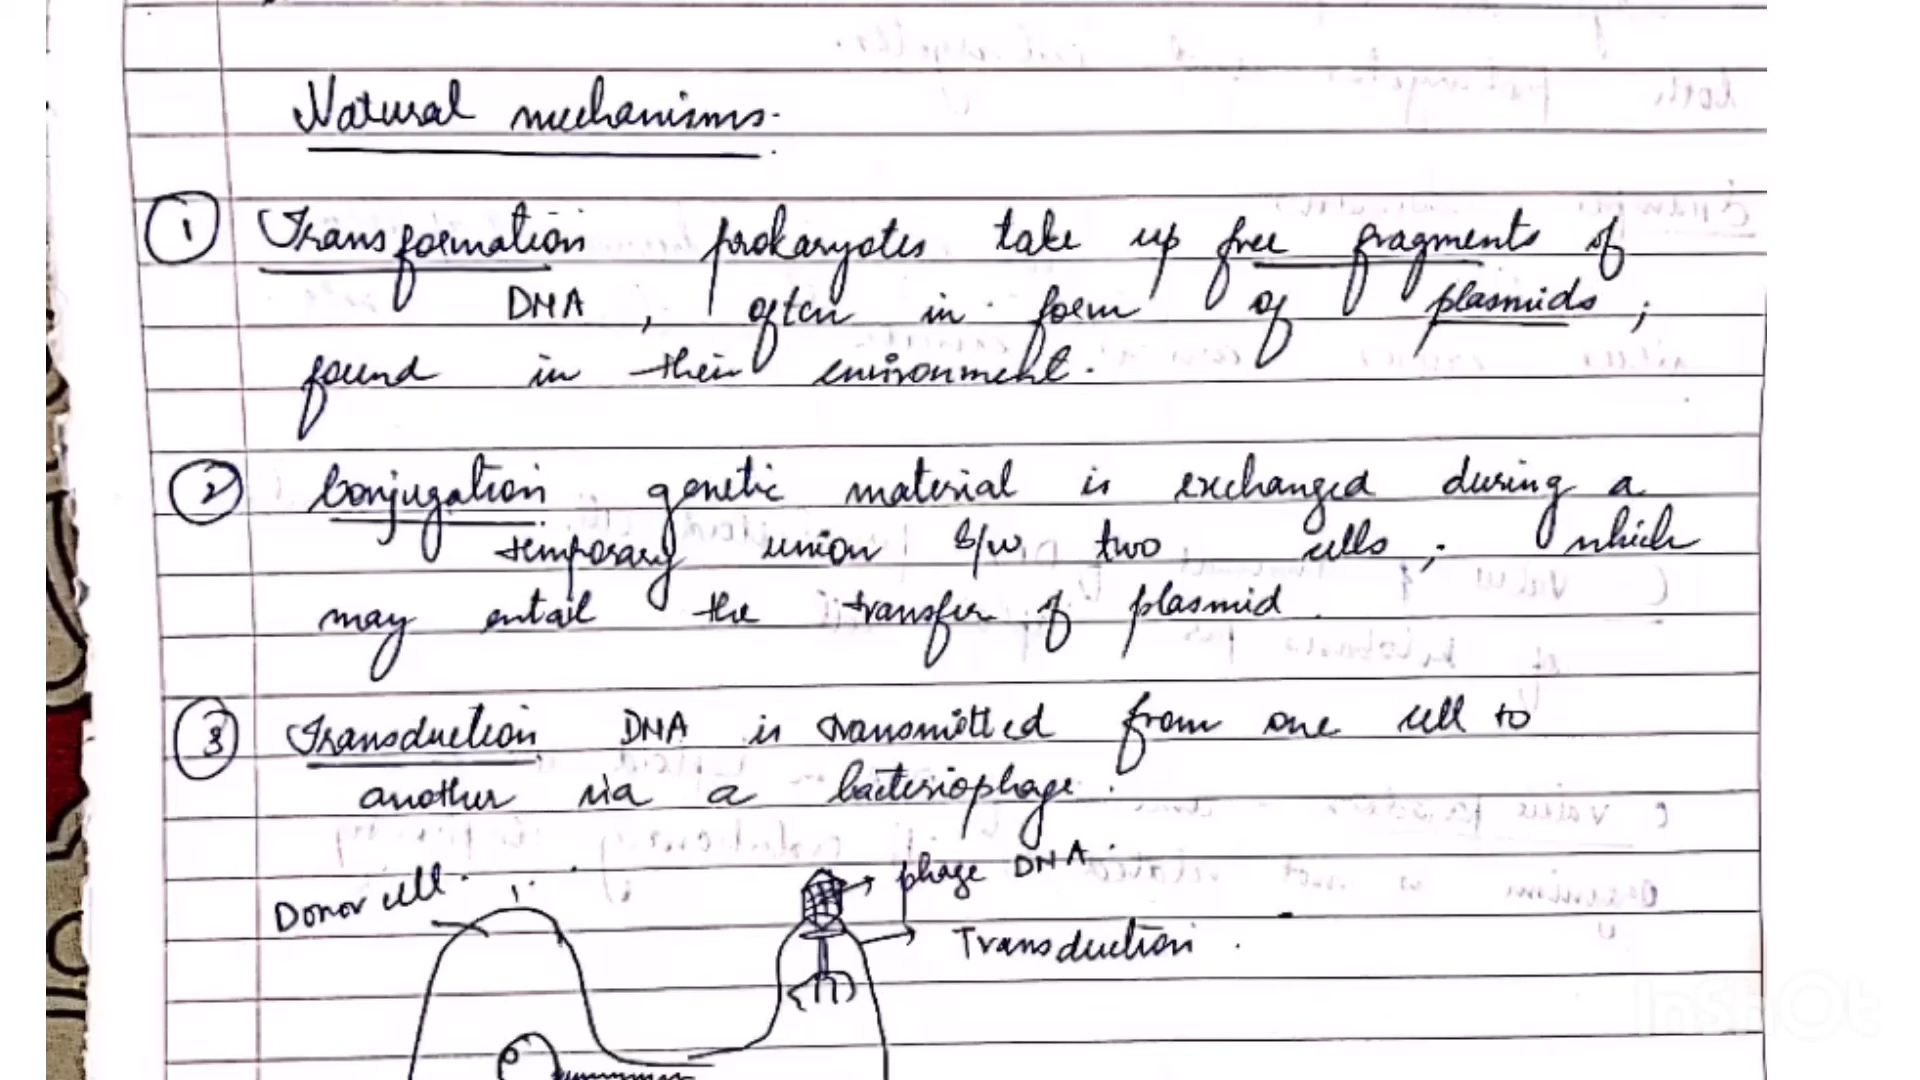 Natural mechanisms.
① Transformation prokaryotes take up free fragments of
DNA, often in form of plasmids;
found in their environment.
② Conjugation genetic material is exchanged during a
temporary union b/w two cells, which
may entail the transfer of plasmid.
③ Transduction DNA is transmitted from one cell to
another via a bacteriophage.
Donor cell.
phage DNA.
Transduction.
InShOt